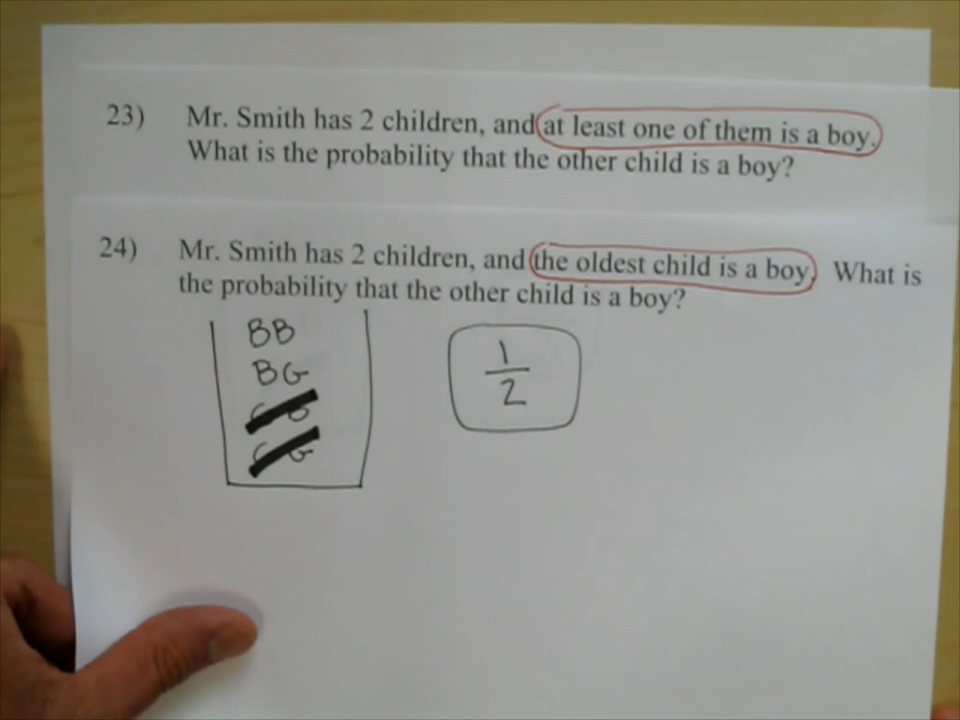 23) Mr. Smith has 2 children, and at least one of them is a boy.
What is the probability that the other child is a boy?
24) Mr. Smith has 2 children, and the oldest child is a boy. What is
the probability that the other child is a boy?
BB
BG
1
2